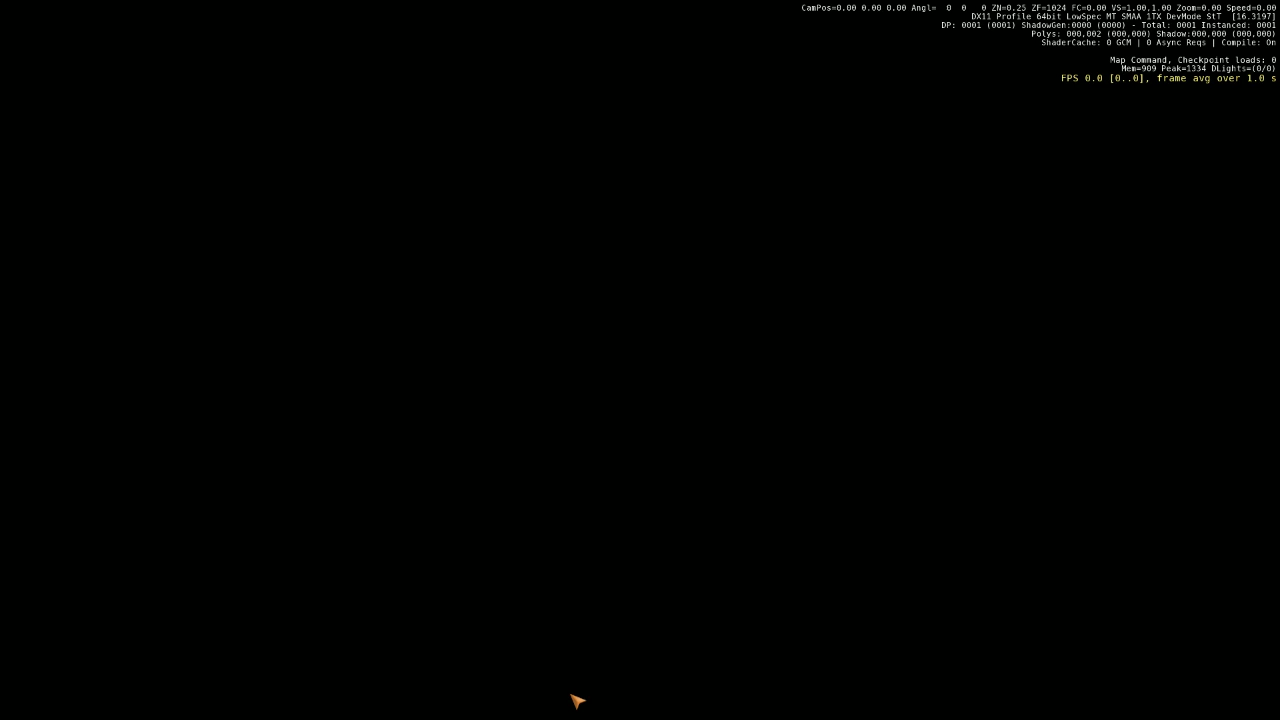 CamPos=0.00 0.00 0.00 Angl=  0  0   0 ZN=0.25 ZF=1024 FC=0.00 VS=1.00,1.00 Zoom=0.00 Speed=0.00
DX11 Profile 64bit LowSpec MT SMAA 1TX DevMode StT  [16.3197]
DP: 0001 (0001) ShadowGen:0000 (0000) - Total: 0001 Instanced: 0001
Polys: 000,002 (000,000) Shadow:000,000 (000,000)
ShaderCache: 0 GCM | 0 Async Reqs | Compile: On
Map Command, Checkpoint loads: 0
Mem=909 Peak=1334 DLights=(0/0)
FPS 0.0 [0..0], frame avg over 1.0 s